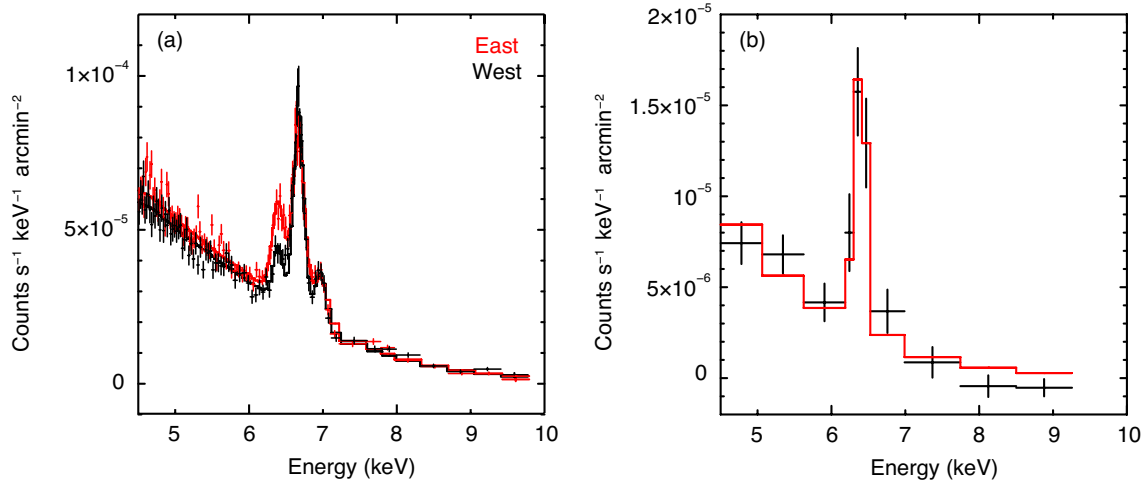 (a)
East
West
1×10⁻⁴
5×10⁻⁵
0
Counts s⁻¹ keV⁻¹ arcmin⁻²
5 6 7 8 9 10
Energy (keV)
(b)
2×10⁻⁵
1.5×10⁻⁵
10⁻⁵
5×10⁻⁶
0
Counts s⁻¹ keV⁻¹ arcmin⁻²
5 6 7 8 9 10
Energy (keV)